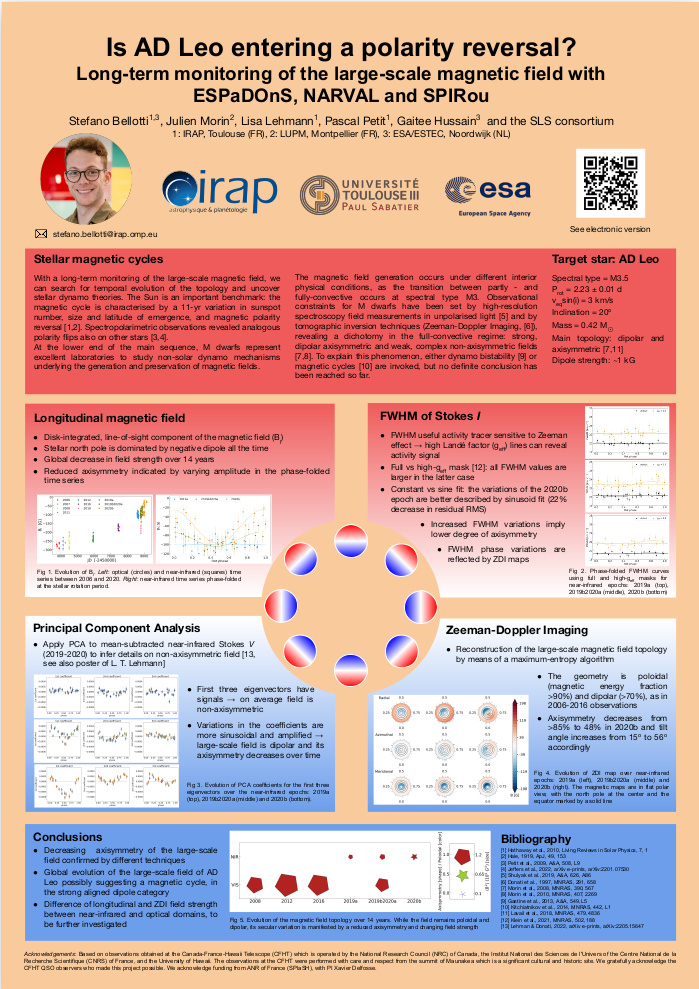 Is AD Leo entering a polarity reversal?
Long-term monitoring of the large-scale magnetic field with
ESPaDOnS, NARVAL and SPIRou
Stefano Bellotti1,3, Julien Morin2, Lisa Lehmann1, Pascal Petit1, Gaitee Hussain3 and the SLS consortium
1: IRAP, Toulouse (FR), 2: LUPM, Montpellier (FR), 3: ESA/ESTEC, Noordwijk (NL)
irap
astrophysique & planétologie
UNIVERSITÉ
TOULOUSE III
PAUL SABATIER
esa
European Space Agency
See electronic version
stefano.bellotti@irap.omp.eu
Stellar magnetic cycles
With a long-term monitoring of the large-scale magnetic field, we
can search for temporal evolution of the topology and uncover
stellar dynamo theories. The Sun is an important benchmark: the
magnetic cycle is characterised by a 11-yr variation in sunspot
number, size and latitude of emergence, and magnetic polarity
reversal [1,2]. Spectropolarimetric observations revealed analogous
polarity flips also on other stars [3,4].
At the lower end of the main sequence, M dwarfs represent
excellent laboratories to study non-solar dynamo mechanisms
underlying the generation and preservation of magnetic fields.
The magnetic field generation occurs under different interior
physical conditions, as the transition between partly - and
fully-convective occurs at spectral type M3. Observational
constraints for M dwarfs have been set by high-resolution
spectroscopy field measurements in unpolarised light [5] and by
tomographic inversion techniques (Zeeman-Doppler Imaging, [6]),
revealing a dichotomy in the full-convective regime: strong,
dipolar axisymmetric and weak, complex non-axisymmetric fields
[7,8]. To explain this phenomenon, either dynamo bistability [9] or
magnetic cycles [10] are invoked, but no definitive conclusion has
been reached so far.
Target star: AD Leo
Spectral type = M3.5
Prot = 2.23 ± 0.01 d
veqsin(i) = 3 km/s
Inclination = 20°
Mass = 0.42 M☉
Main topology: dipolar and
axisymmetric [7,11]
Dipole strength: ~1 kG
Longitudinal magnetic field
● Disk-integrated, line-of-sight component of the magnetic field (Bl)
● Stellar north pole is dominated by negative dipole all the time
● Global decrease in field strength over 14 years
● Reduced axisymmetry indicated by varying amplitude in the phase-folded
time series
Fig 1. Evolution of Bl. Left: optical (circles) and near-infrared (squares) time
series between 2006 and 2020. Right: near-infrared time series phase-folded
at the stellar rotation period.
FWHM of Stokes I
● FWHM useful activity tracer sensitive to Zeeman
effect → high Landé factor (geff) lines can reveal
activity signal
● Full vs high-geff mask [12]: all FWHM values are
larger in the latter case
● Constant vs sine fit: the variations of the 2020b
epoch are better described by sinusoid fit (22%
decrease in residual RMS)
● Increased FWHM variations imply
lower degree of axisymmetry
● FWHM phase variations are
reflected by ZDI maps
Fig 2. Phase-folded FWHM curves
using full and high-geff masks for
near-infrared epochs: 2019a (top),
2019b2020a (middle), 2020b (bottom)
Principal Component Analysis
● Apply PCA to mean-subtracted near-infrared Stokes V
(2019-2020) to infer details on non-axisymmetric field [13,
see also poster of L. T. Lehmann]
● First three eigenvectors have
signals → on average field is
non-axisymmetric
● Variations in the coefficients are
more sinusoidal and amplified →
large-scale field is dipolar and its
axisymmetry decreases over time
Fig 3. Evolution of PCA coefficients for the first three
eigenvectors over the near-infrared epochs: 2019a
(top), 2019b2020a (middle) and 2020b (bottom).
Zeeman-Doppler Imaging
● Reconstruction of the large-scale magnetic field topology
by means of a maximum-entropy algorithm
● The geometry is poloidal
(magnetic energy fraction
>90%) and dipolar (>70%), as in
2006-2016 observations
● Axisymmetry decreases from
>85% to 48% in 2020b and tilt
angle increases from 15° to 56°
accordingly
Radial
Azimuthal
Meridional
Fig 4. Evolution of ZDI map over near-infrared
epochs: 2019a (left), 2019b2020a (middle) and
2020b (right). The magnetic maps are in flat polar
view with the north pole at the center and the
equator marked by a solid line
Conclusions
● Decreasing axisymmetry of the large-scale
field confirmed by different techniques
● Global evolution of the large-scale field of AD
Leo possibly suggesting a magnetic cycle, in
the strong aligned dipole category
● Difference of longitudinal and ZDI field strength
between near-infrared and optical domains, to
be further investigated
NIR
VIS
2008 2012 2016 2019a 2019b2020a 2020b
Fig 5. Evolution of the magnetic field topology over 14 years. While the field remains poloidal and
dipolar, its secular variation is manifested by a reduced axisymmetry and changing field strength
Bibliography
[1] Hathaway et al., 2010, Living Reviews in Solar Physics, 7, 1
[2] Hale, 1919, ApJ, 49, 153
[3] Petit et al., 2009, A&A, 508, L9
[4] Jeffers et al., 2022, arXiv e-prints, arXiv:2201.07530
[5] Shulyak et al., 2019, A&A, 626, A86
[6] Donati et al., 1997, MNRAS, 291, 658
[7] Morin et al., 2008, MNRAS, 390, 567
[8] Morin et al., 2010, MNRAS, 407, 2269
[9] Gastine et al., 2013, A&A, 549, L5
[10] Kitchatinov et al., 2014, MNRAS, 442, L1
[11] Lavail et al., 2018, MNRAS, 479, 4836
[12] Klein et al., 2021, MNRAS, 502, 188
[13] Lehmann & Donati, 2022, arXiv e-prints, arXiv:2205.15647
Acknowledgements: Based on observations obtained at the Canada-France-Hawaii Telescope (CFHT) which is operated by the National Research Council (NRC) of Canada, the Institut National des Sciences de l'Univers of the Centre National de la
Recherche Scientifique (CNRS) of France, and the University of Hawaii. The observations at the CFHT were performed with care and respect from the summit of Maunakea which is a significant cultural and historic site. We gratefully acknowledge the
CFHT QSO observers who made this project possible. We acknowledge funding from ANR of France (SPlaSH), with PI Xavier Delfosse.